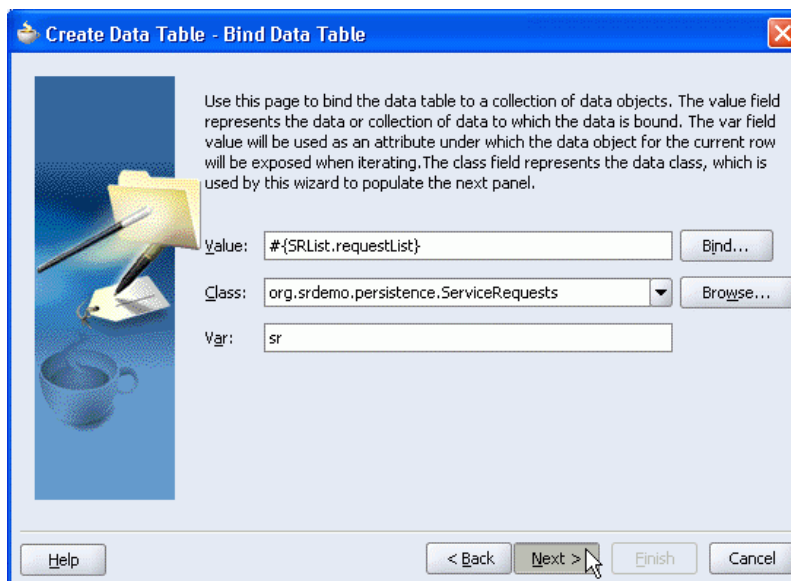 Create Data Table - Bind Data Table
Use this page to bind the data table to a collection of data objects. The value field
represents the data or collection of data to which the data is bound. The var field
value will be used as an attribute under which the data object for the current row
will be exposed when iterating.The class field represents the data class, which is
used by this wizard to populate the next panel.
Value: #{SRList.requestList} Bind...
Class: org.srdemo.persistence.ServiceRequests Browse...
Var: sr
Help < Back Next > Finish Cancel